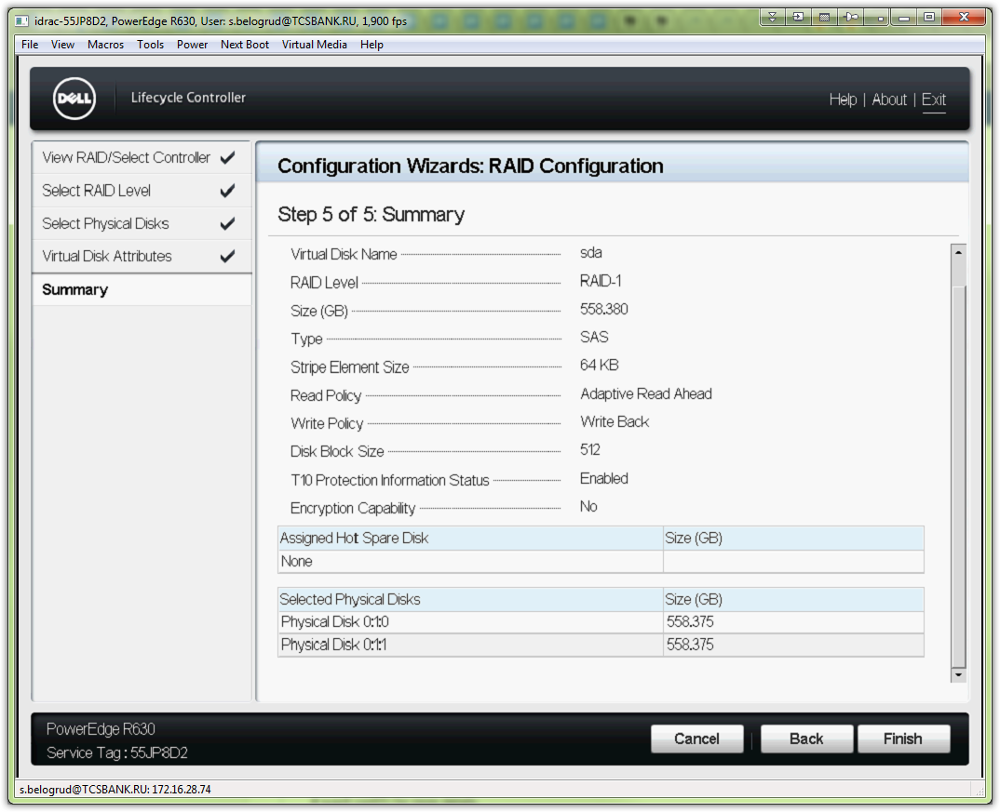 idrac-55JP8D2, PowerEdge R630, User: s.belogrud@TCSBANK.RU, 1,900 fps
File View Macros Tools Power Next Boot Virtual Media Help
DELL Lifecycle Controller
Help | About | Exit
View RAID/Select Controller
Select RAID Level
Select Physical Disks
Virtual Disk Attributes
Summary
Configuration Wizards: RAID Configuration
Step 5 of 5: Summary
Virtual Disk Name sda
RAID Level RAID-1
Size (GB) 558.380
Type SAS
Stripe Element Size 64 KB
Read Policy Adaptive Read Ahead
Write Policy Write Back
Disk Block Size 512
T10 Protection Information Status Enabled
Encryption Capability No
Assigned Hot Spare Disk Size (GB)
None
Selected Physical Disks Size (GB)
Physical Disk 0:1:0 558.375
Physical Disk 0:1:1 558.375
PowerEdge R630
Service Tag : 55JP8D2
Cancel | Back Finish
s.belogrud@TCSBANK.RU: 172.16.28.74